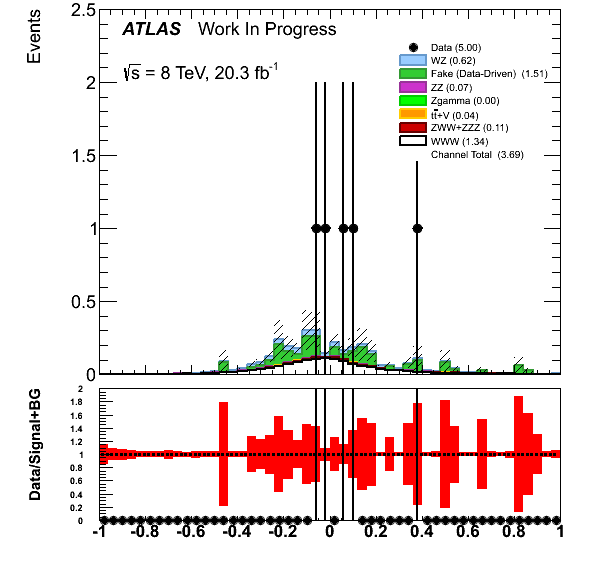 Events
2.5
2
1.5
1
0.5
0
ATLAS Work In Progress
√s = 8 TeV, 20.3 fb⁻¹
Data (5.00)
WZ (0.62)
Fake (Data-Driven) (1.51)
ZZ (0.07)
Zgamma (0.00)
tt̄+V (0.04)
ZWW+ZZZ (0.11)
WWW (1.34)
Channel Total (3.69)
Data/Signal+BG
2
1.8
1.6
1.4
1.2
1
0.8
0.6
0.4
0.2
0
-1 -0.8 -0.6 -0.4 -0.2 0 0.2 0.4 0.6 0.8 1